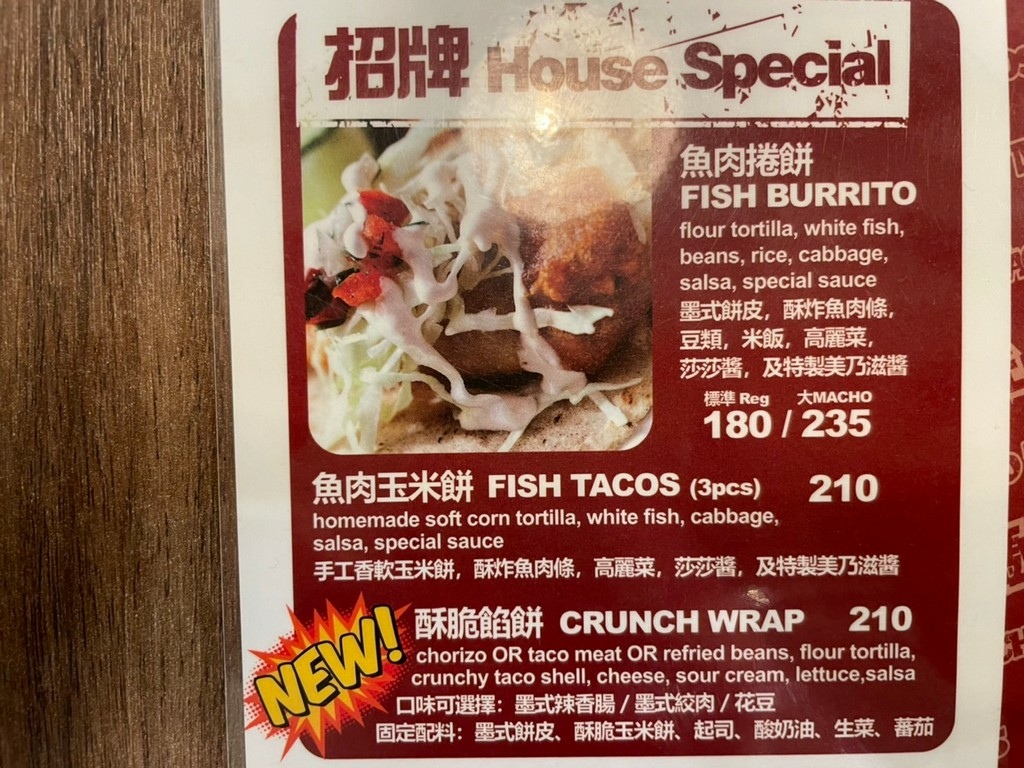 招牌 House Special
魚肉捲餅
FISH BURRITO
flour tortilla, white fish,
beans, rice, cabbage,
salsa, special sauce
墨式餅皮，酥炸魚肉條，
豆類，米飯，高麗菜，
莎莎醬，及特製美乃滋醬
標準 Reg 大MACHO
180 / 235
魚肉玉米餅 FISH TACOS (3pcs) 210
homemade soft corn tortilla, white fish, cabbage,
salsa, special sauce
手工香軟玉米餅，酥炸魚肉條，高麗菜，莎莎醬，及特製美乃滋醬
NEW!
酥脆餡餅 CRUNCH WRAP 210
chorizo OR taco meat OR refried beans, flour tortilla,
crunchy taco shell, cheese, sour cream, lettuce,salsa
口味可選擇：墨式辣香腸 / 墨式絞肉 / 花豆
固定配料：墨式餅皮、酥脆玉米餅、起司、酸奶油、生菜、蕃茄